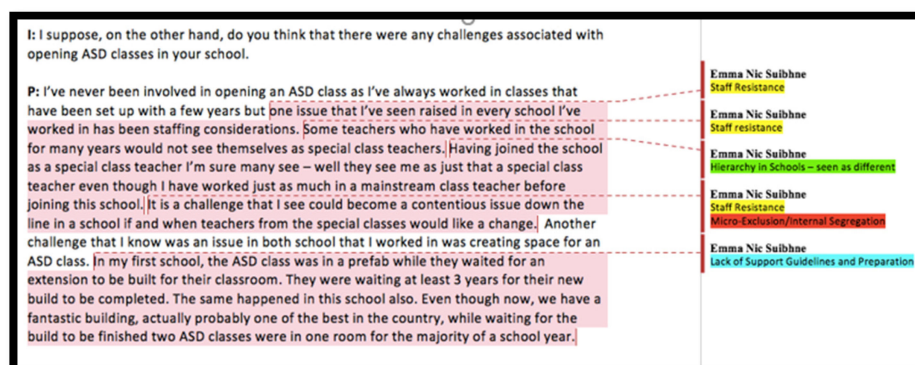 I: I suppose, on the other hand, do you think that there were any challenges associated with
opening ASD classes in your school.
P: I've never been involved in opening an ASD class as I've always worked in classes that
have been set up with a few years but one issue that I've seen raised in every school I've
worked in has been staffing considerations. Some teachers who have worked in the school
for many years would not see themselves as special class teachers. Having joined the school
as a special class teacher I'm sure many see – well they see me as just that a special class
teacher even though I have worked just as much in a mainstream class teacher before
joining this school. It is a challenge that I see could become a contentious issue down the
line in a school if and when teachers from the special classes would like a change. Another
challenge that I know was an issue in both school that I worked in was creating space for an
ASD class. In my first school, the ASD class was in a prefab while they waited for an
extension to be built for their classroom. They were waiting at least 3 years for their new
build to be completed. The same happened in this school also. Even though now, we have a
fantastic building, actually probably one of the best in the country, while waiting for the
build to be finished two ASD classes were in one room for the majority of a school year.
Emma Nic Suibhne
Staff Resistance
Emma Nic Suibhne
Staff resistance
Emma Nic Suibhne
Hierarchy in Schools – seen as different
Emma Nic Suibhne
Staff Resistance
Micro-Exclusion/Internal Segregation
Emma Nic Suibhne
Lack of Support Guidelines and Preparation